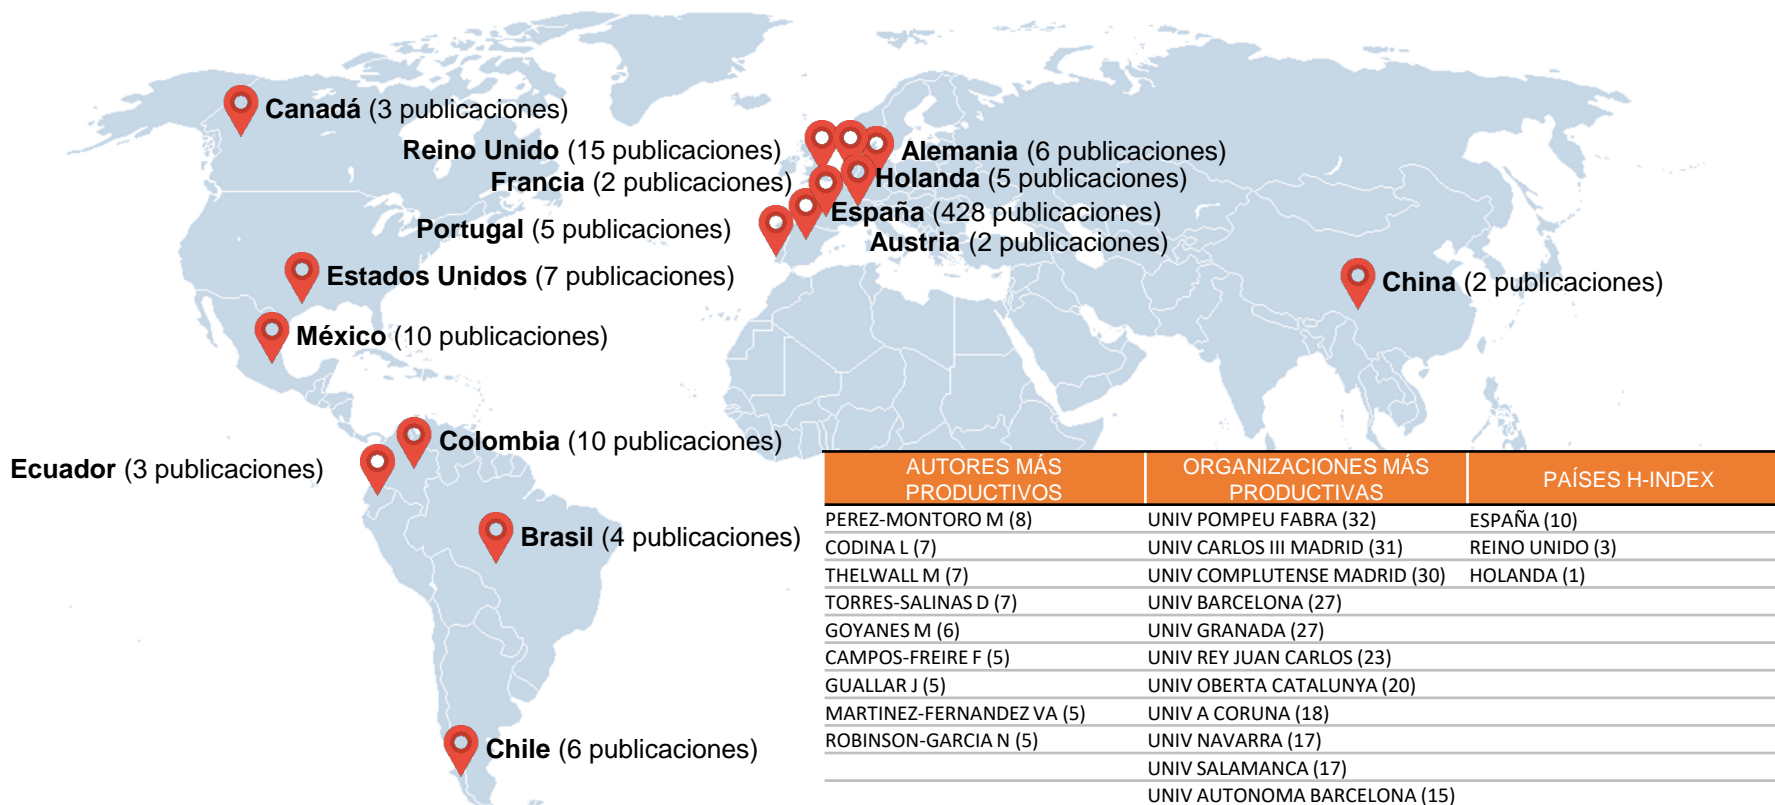 Canadá (3 publicaciones)
Reino Unido (15 publicaciones)
Alemania (6 publicaciones)
Francia (2 publicaciones)
Holanda (5 publicaciones)
España (428 publicaciones)
Portugal (5 publicaciones)
Austria (2 publicaciones)
Estados Unidos (7 publicaciones)
China (2 publicaciones)
México (10 publicaciones)
Colombia (10 publicaciones)
Ecuador (3 publicaciones)
Brasil (4 publicaciones)
Chile (6 publicaciones)
AUTORES MÁS
PRODUCTIVOS
ORGANIZACIONES MÁS
PRODUCTIVAS
PAÍSES H-INDEX
PEREZ-MONTORO M (8) UNIV POMPEU FABRA (32) ESPAÑA (10)
CODINA L (7) UNIV CARLOS III MADRID (31) REINO UNIDO (3)
THELWALL M (7) UNIV COMPLUTENSE MADRID (30) HOLANDA (1)
TORRES-SALINAS D (7) UNIV BARCELONA (27)
GOYANES M (6) UNIV GRANADA (27)
CAMPOS-FREIRE F (5) UNIV REY JUAN CARLOS (23)
GUALLAR J (5) UNIV OBERTA CATALUNYA (20)
MARTINEZ-FERNANDEZ VA (5) UNIV A CORUNA (18)
ROBINSON-GARCIA N (5) UNIV NAVARRA (17)
UNIV SALAMANCA (17)
UNIV AUTONOMA BARCELONA (15)